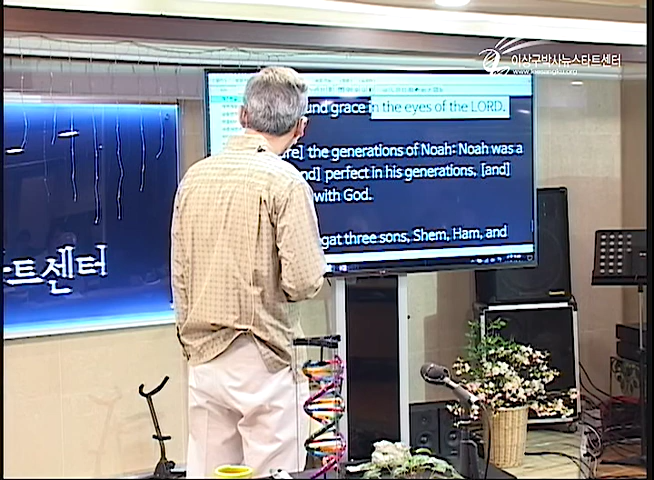 이상구박사뉴스타트센터
und grace in the eyes of the LORD.
re] the generations of Noah: Noah was a
nd] perfect in his generations, [and]
with God.
gat three sons, Shem, Ham, and
트센터